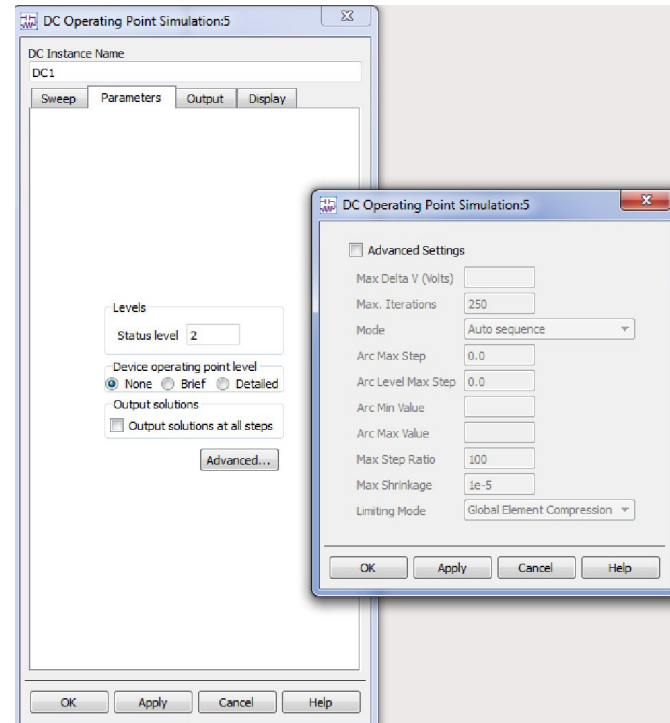 DC Operating Point Simulation:5
DC Instance Name
DC1
Sweep Parameters Output Display
Levels
Status level 2
Device operating point level
None Brief Detailed
Output solutions
Output solutions at all steps
Advanced...
OK Apply Cancel Help
DC Operating Point Simulation:5
Advanced Settings
Max Delta V (Volts)
Max. Iterations 250
Mode Auto sequence
Arc Max Step 0.0
Arc Level Max Step 0.0
Arc Min Value
Arc Max Value
Max Step Ratio 100
Max Shrinkage 1e-5
Limiting Mode Global Element Compression
OK Apply Cancel Help